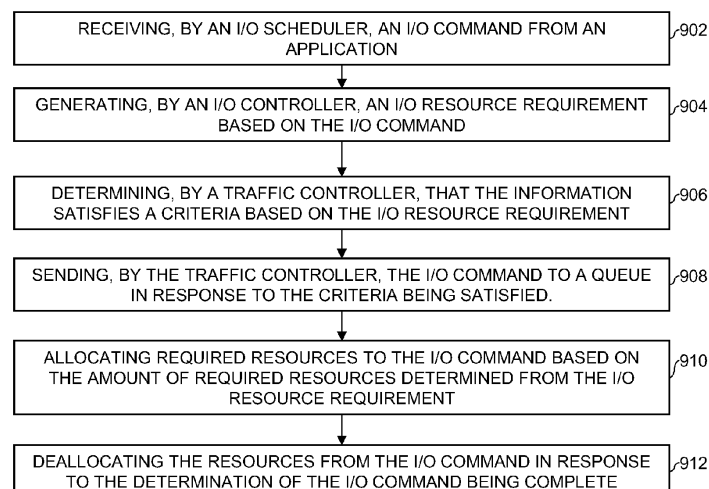 RECEIVING, BY AN I/O SCHEDULER, AN I/O COMMAND FROM AN
APPLICATION
902
GENERATING, BY AN I/O CONTROLLER, AN I/O RESOURCE REQUIREMENT
BASED ON THE I/O COMMAND
904
DETERMINING, BY A TRAFFIC CONTROLLER, THAT THE INFORMATION
SATISFIES A CRITERIA BASED ON THE I/O RESOURCE REQUIREMENT
906
SENDING, BY THE TRAFFIC CONTROLLER, THE I/O COMMAND TO A QUEUE
IN RESPONSE TO THE CRITERIA BEING SATISFIED.
908
ALLOCATING REQUIRED RESOURCES TO THE I/O COMMAND BASED ON
THE AMOUNT OF REQUIRED RESOURCES DETERMINED FROM THE I/O
RESOURCE REQUIREMENT
910
DEALLOCATING THE RESOURCES FROM THE I/O COMMAND IN RESPONSE
TO THE DETERMINATION OF THE I/O COMMAND BEING COMPLETE
912